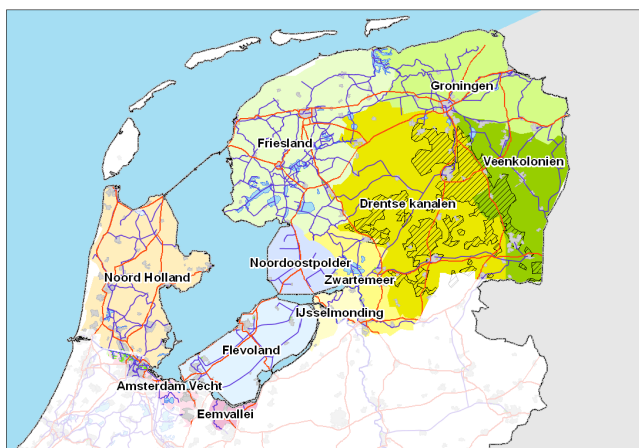 Groningen
Friesland
Veenkolonien
Drentse kanalen
Noordoostpolder
Noord Holland
Zwartemeer
IJsselmonding
Flevoland
Amsterdam Vecht
Eemvallei